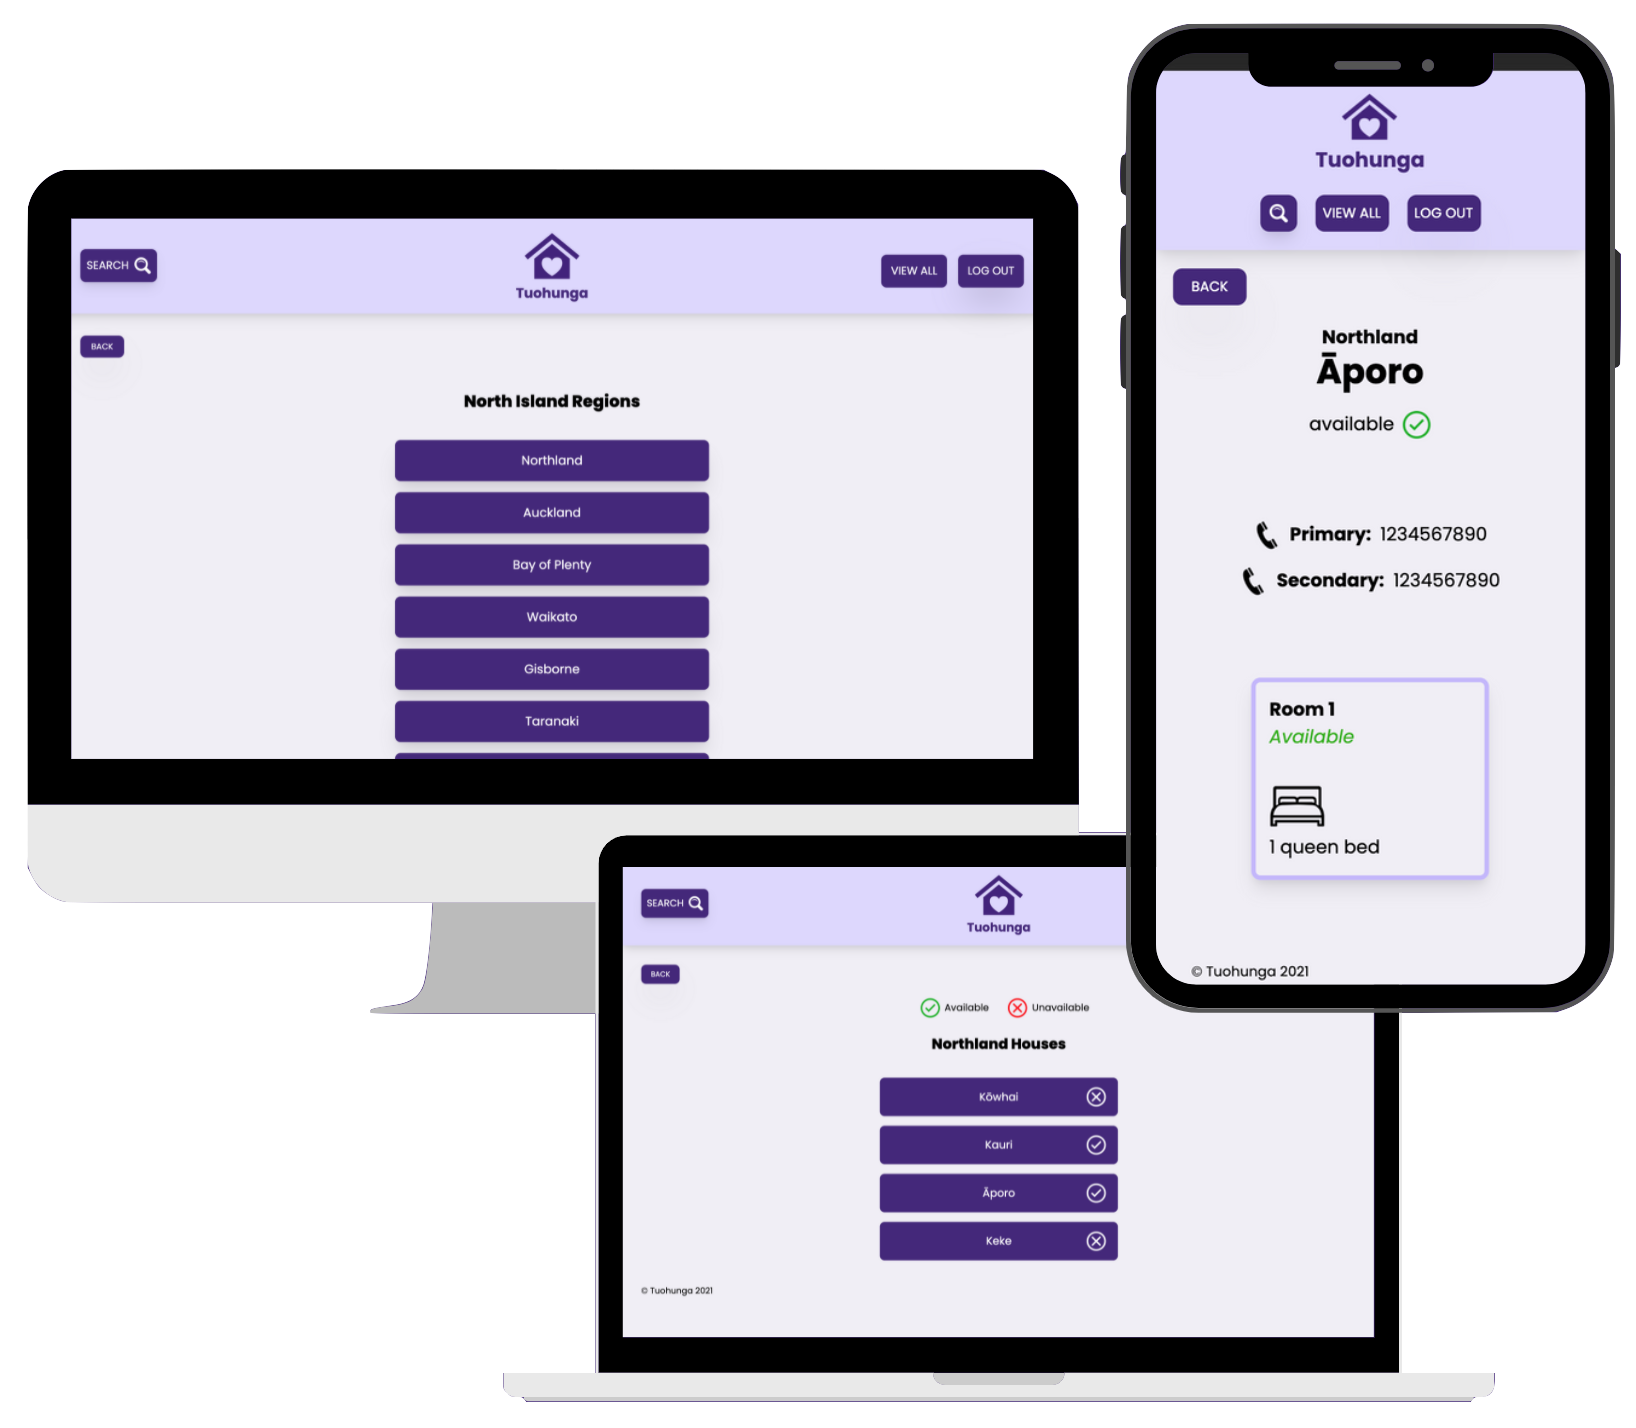 SEARCH
Tuohunga
VIEW ALL
LOG OUT
BACK
North Island Regions
Northland
Auckland
Bay of Plenty
Waikato
Gisborne
Taranaki
Tuohunga
VIEW ALL
LOG OUT
BACK
Northland
Āporo
available
Primary: 1234567890
Secondary: 1234567890
Room 1
Available
1 queen bed
© Tuohunga 2021
SEARCH
Tuohunga
BACK
Available Unavailable
Northland Houses
Kōwhai
Kauri
Āporo
Keke
© Tuohunga 2021